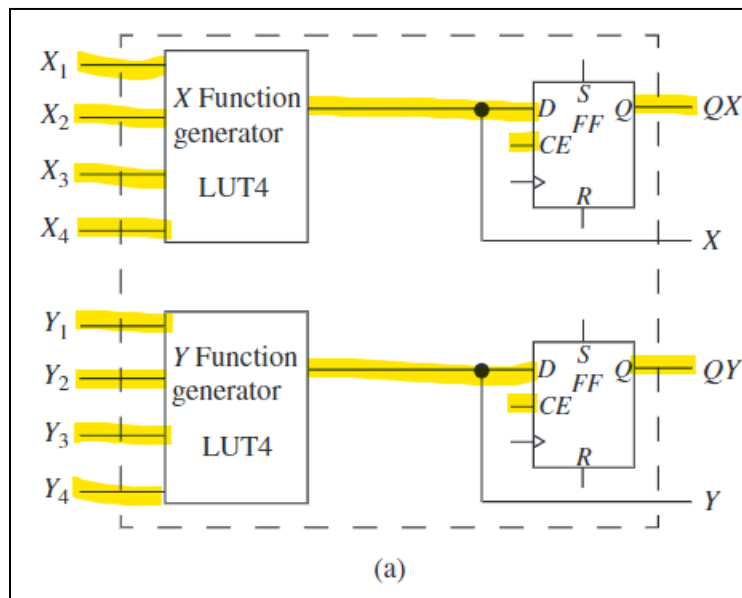 X1
X2
X3
X4
X Function
generator
LUT4
S
D
FF
Q
QX
CE
R
X
Y1
Y2
Y3
Y4
Y Function
generator
LUT4
S
D
FF
Q
QY
CE
R
Y
(a)